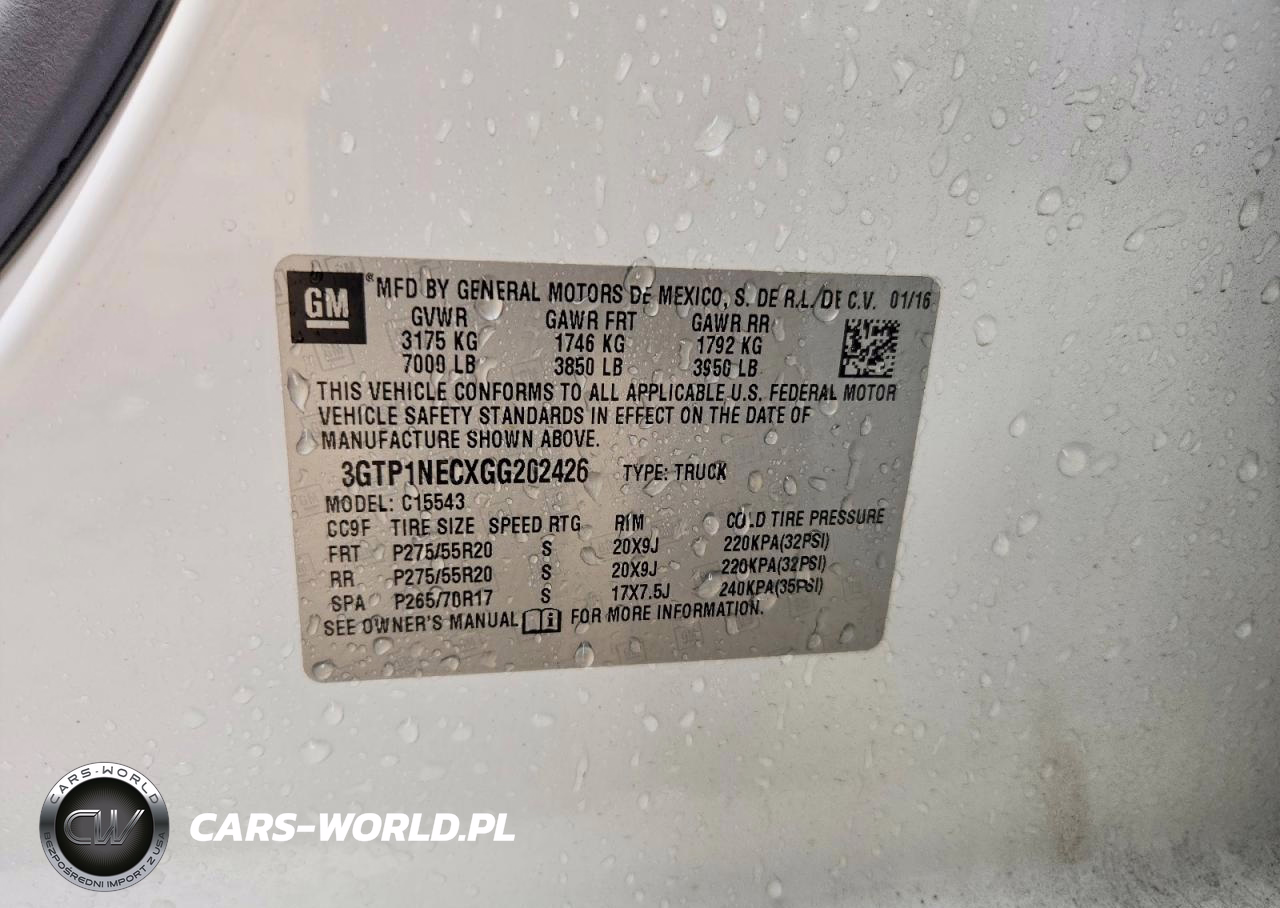 GM ® MFD BY GENERAL MOTORS DE MEXICO, S. DE R.L. DE C.V. 01/16
GVWR GAWR FRT GAWR RR
3175 KG 1746 KG 1792 KG
7000 LB 3850 LB 3950 LB
THIS VEHICLE CONFORMS TO ALL APPLICABLE U.S. FEDERAL MOTOR
VEHICLE SAFETY STANDARDS IN EFFECT ON THE DATE OF
MANUFACTURE SHOWN ABOVE.
3GTP1NECXGG202426 TYPE: TRUCK
MODEL: C15543
CC9F TIRE SIZE SPEED RTG RIM COLD TIRE PRESSURE
FRT P275/55R20 S 20X9J 220KPA(32PSI)
RR P275/55R20 S 20X9J 220KPA(32PSI)
SPA P265/70R17 S 17X7.5J 240KPA(35PSI)
SEE OWNER'S MANUAL FOR MORE INFORMATION.
CARS-WORLD
CW
BEZPOŚREDNI IMPORT Z USA
CARS-WORLD.PL